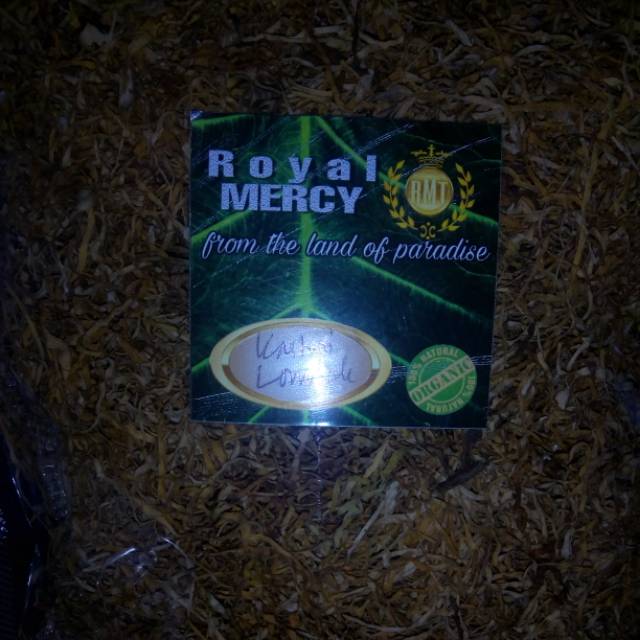 Royal
MERCY
RMT
from the land of paradise
100% NATURAL
ORGANIC